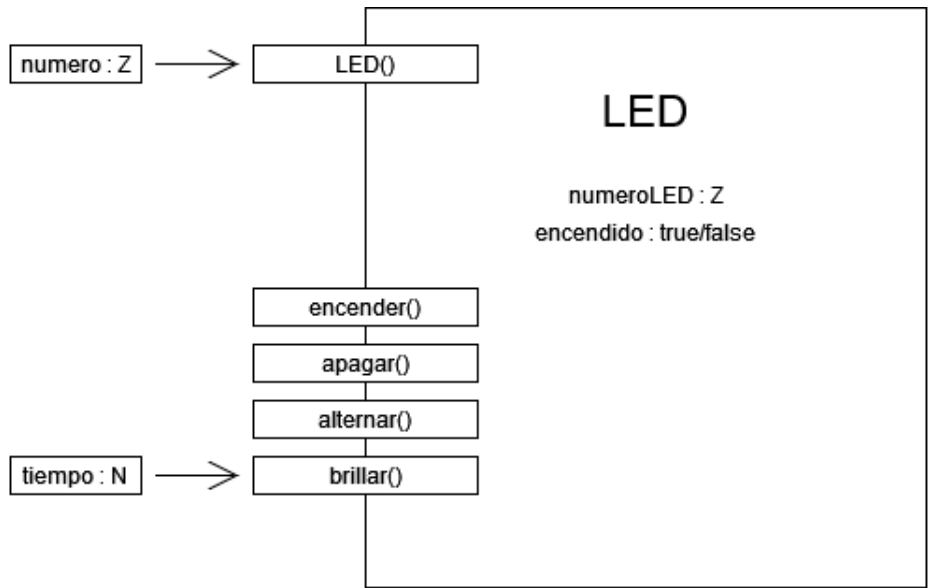 numero : Z
LED()
LED
numeroLED : Z
encendido : true/false
encender()
apagar()
alternar()
tiempo : N
brillar()